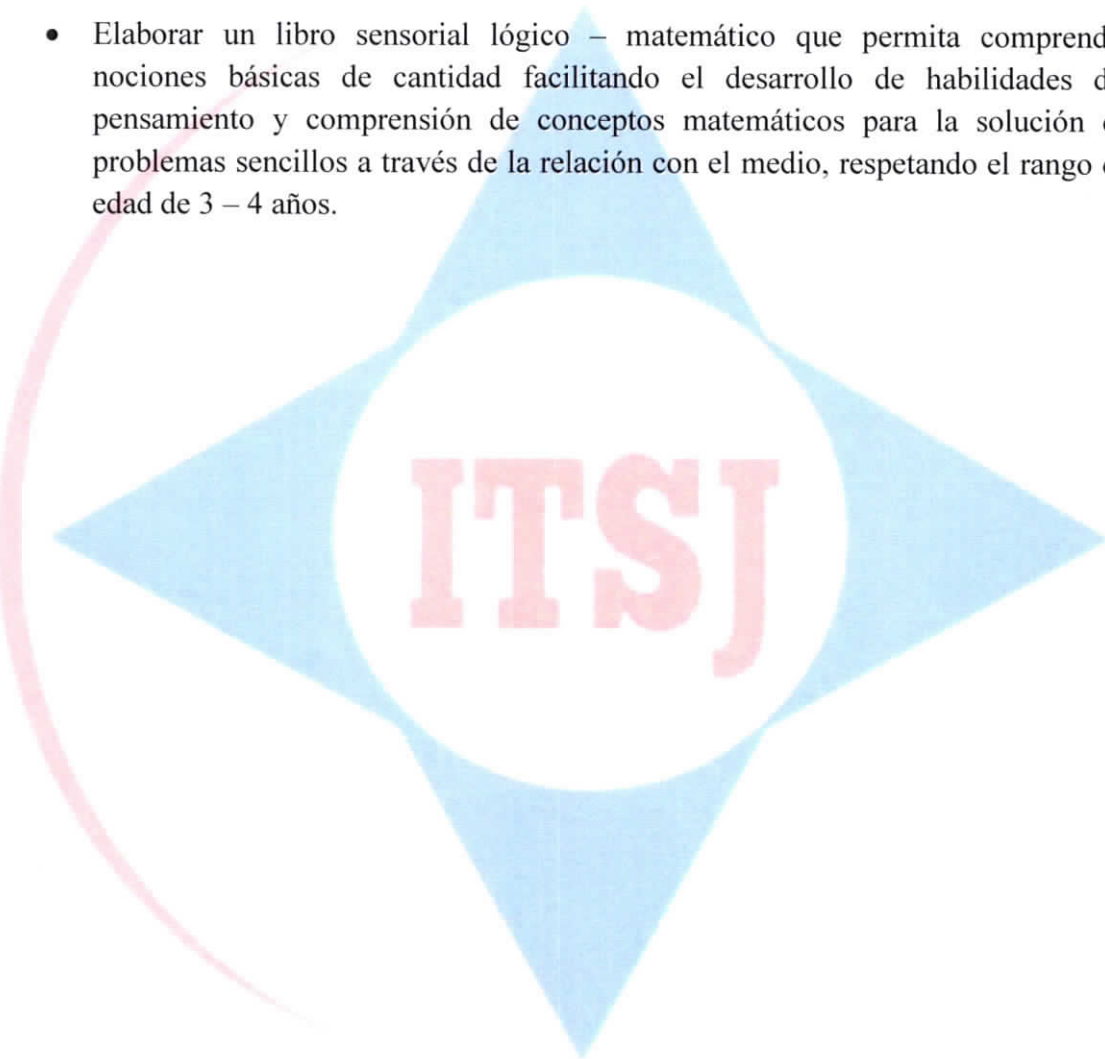 • Elaborar un libro sensorial lógico – matemático que permita comprend
nociones básicas de cantidad facilitando el desarrollo de habilidades d
pensamiento y comprensión de conceptos matemáticos para la solución
problemas sencillos a través de la relación con el medio, respetando el rango
edad de 3 – 4 años.
ITSJ